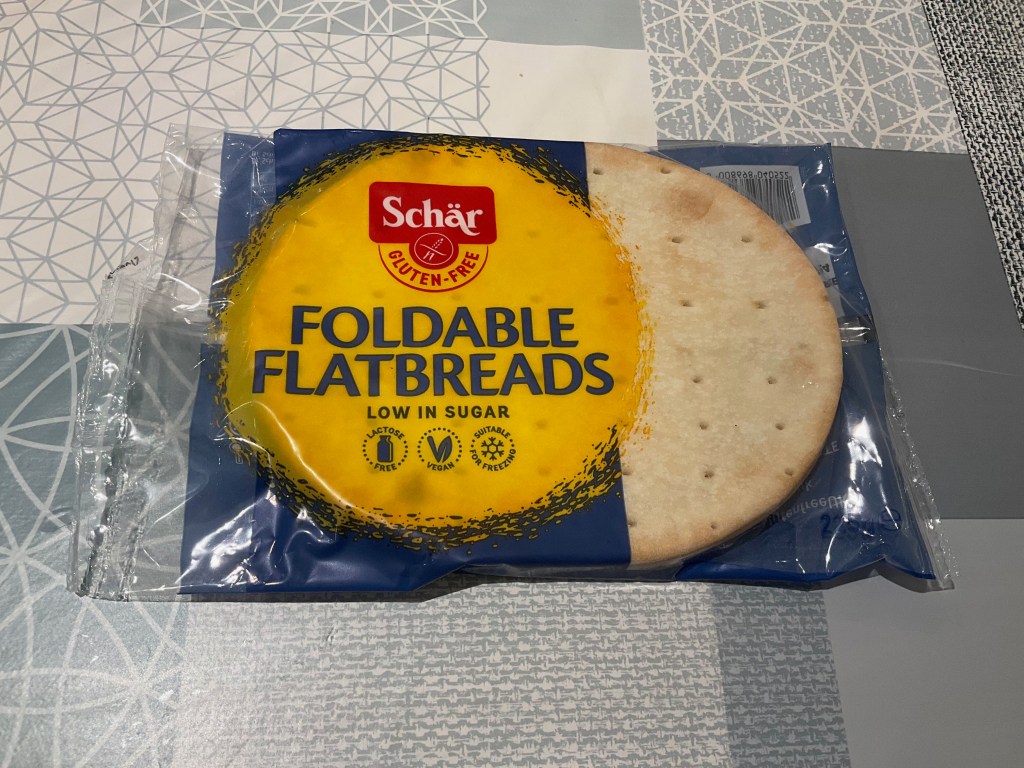 Schär
GLUTEN-FREE
FOLDABLE
FLATBREADS
LOW IN SUGAR
LACTOSE FREE
VEGAN
SUITABLE FOR FREEZING